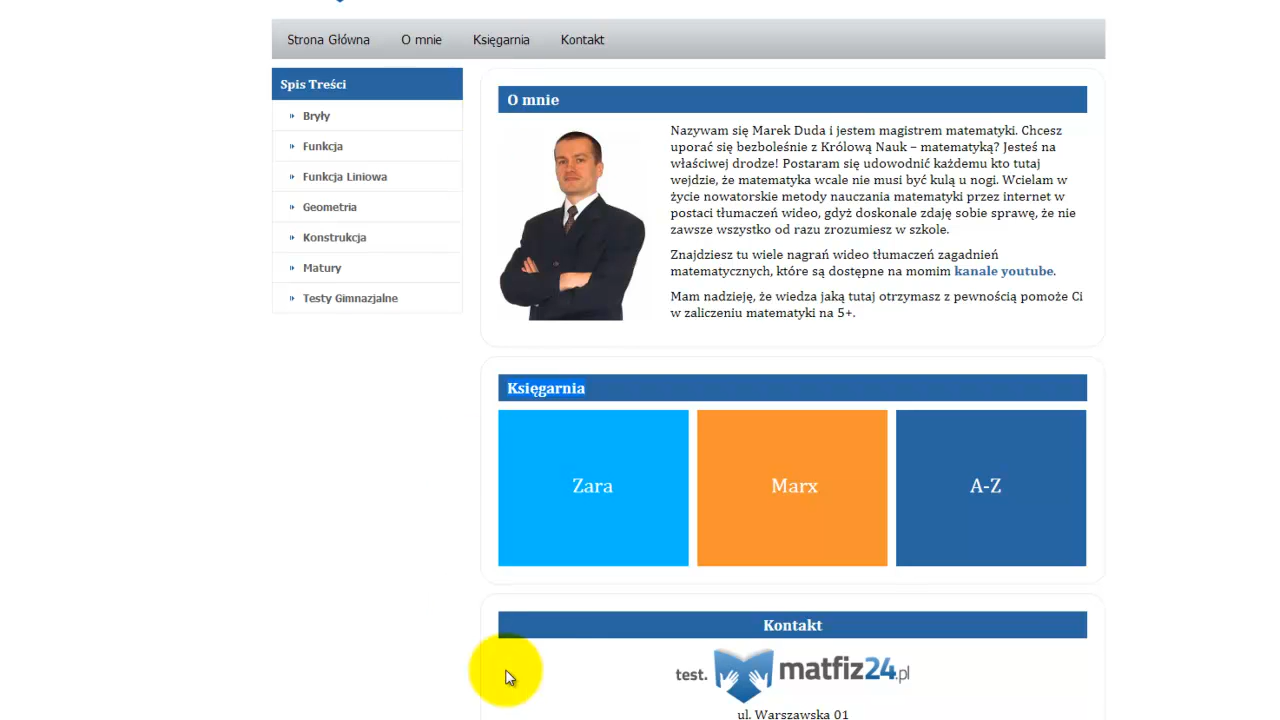 Strona Główna O mnie Księgarnia Kontakt
Spis Treści
Bryły
Funkcja
Funkcja Liniowa
Geometria
Konstrukcja
Matury
Testy Gimnazjalne
O mnie
Nazywam się Marek Duda i jestem magistrem matematyki. Chcesz
uporać się bezboleśnie z Królową Nauk – matematyką? Jesteś na
właściwej drodze! Postaram się udowodnić każdemu kto tutaj
wejdzie, że matematyka wcale nie musi być kulą u nogi. Wcielam w
życie nowatorskie metody nauczania matematyki przez internet w
postaci tłumaczeń wideo, gdyż doskonale zdaję sobie sprawę, że nie
zawsze wszystko od razu zrozumiesz w szkole.
Znajdziesz tu wiele nagrań video tłumaczeń zagadnień
matematycznych, które są dostępne na momim kanale youtube.
Mam nadzieję, że wiedza jaką tutaj otrzymasz z pewnością pomoże Ci
w zaliczeniu matematyki na 5+.
Księgarnia
Zara Marx A-Z
Kontakt
test. matfiz24.pl
ul. Warszawska 01